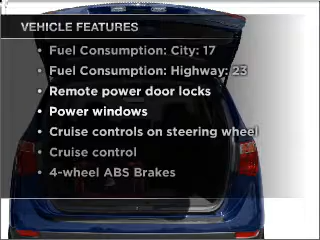 VEHICLE FEATURES
• Fuel Consumption: City: 17
• Fuel Consumption: Highway: 23
• Remote power door locks
• Power windows
• Cruise controls on steering wheel
• Cruise control
• 4-wheel ABS Brakes